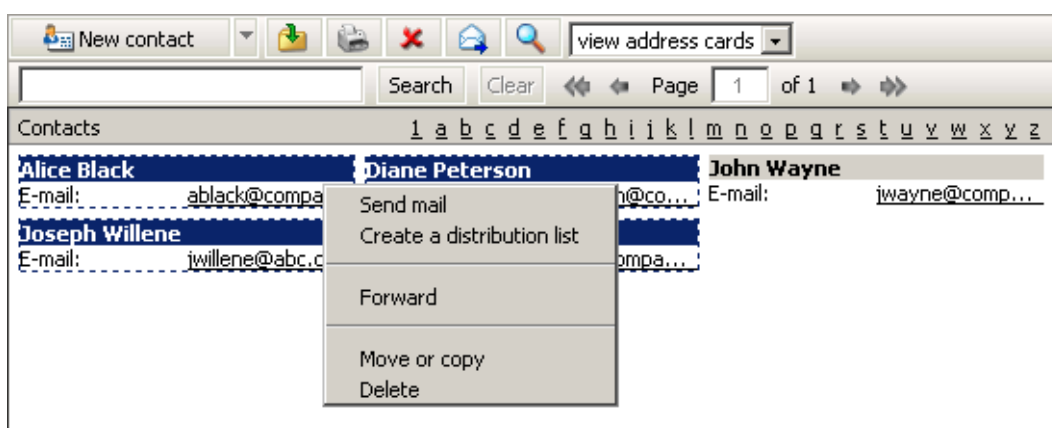 New contact view address cards
Search Clear Page 1 of 1
Contacts 1 a b c d e f g h i j k l m n o p q r s t u v w x y z
Alice Black Diane Peterson John Wayne
E-mail: ablack@compa n@co... E-mail: jwayne@comp...
Send mail
Joseph Willene
Create a distribution list
E-mail: jwillene@abc.c ompa...
Forward
Move or copy
Delete